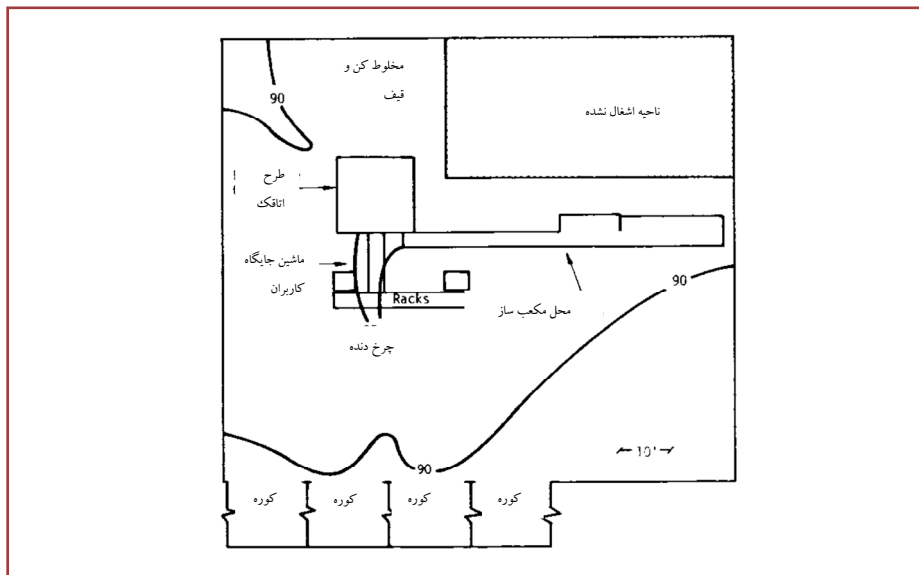 مخلوط کن و
قیف
90
ناحیه اشغال نشده
طرح
اتاقک
ماشین جایگاه
کاربران
90
Racks
محل مکعب ساز
چرخ دنده
90
10'
کوره
کوره
کوره
کوره